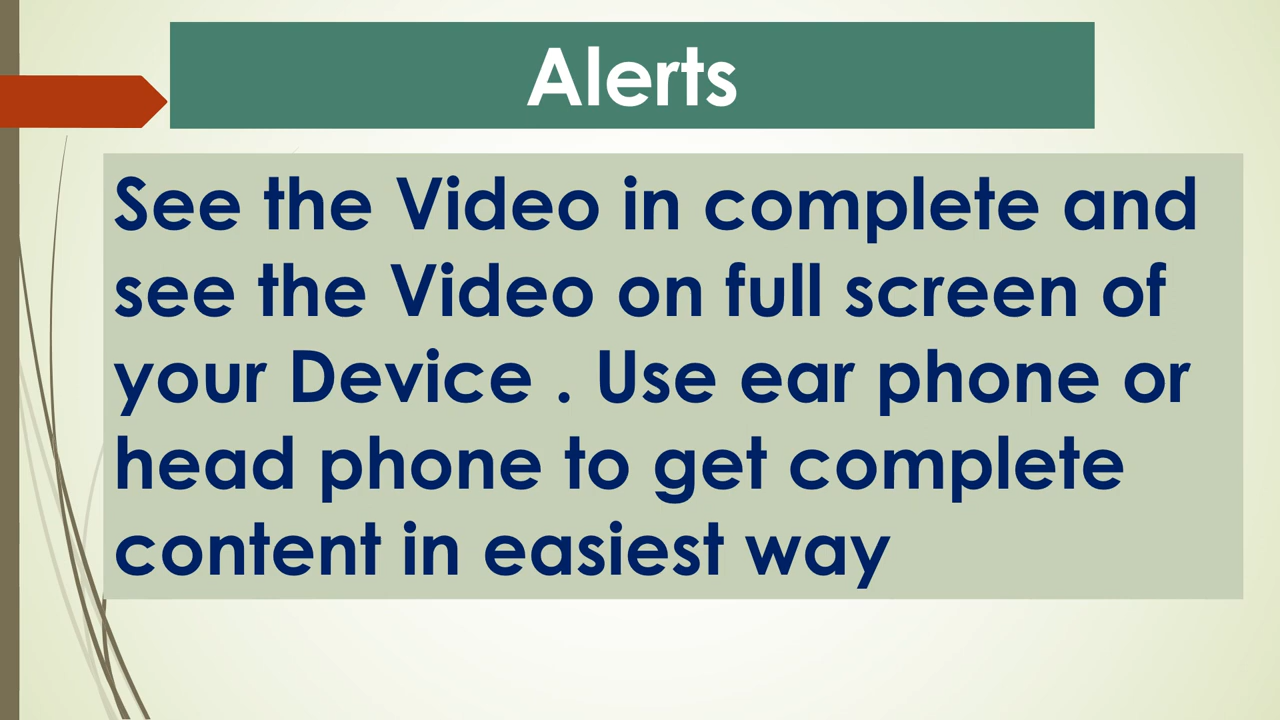 Alerts
See the Video in complete and
see the Video on full screen of
your Device . Use ear phone or
head phone to get complete
content in easiest way